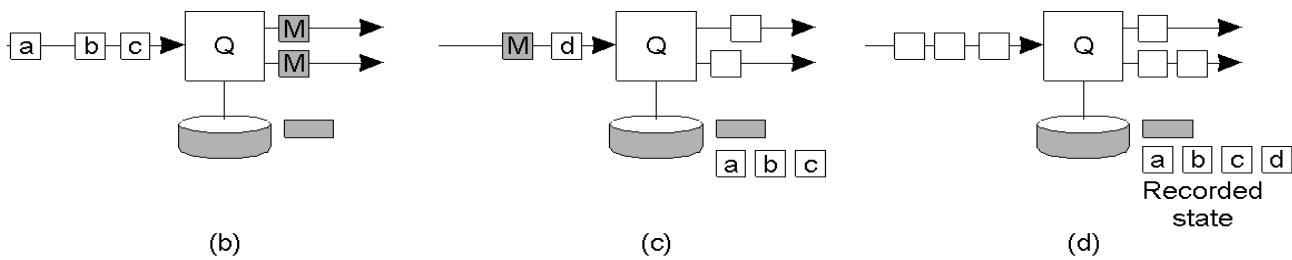 a b c Q M M
M d Q
Q
a b c
a b c d
Recorded
state
(b) (c) (d)